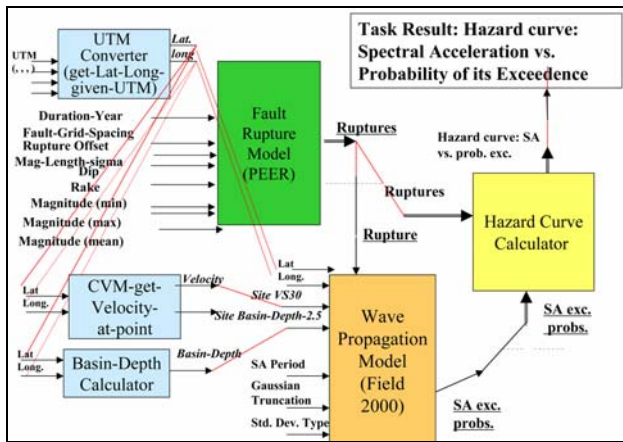 Task Result: Hazard curve:
Spectral Acceleration vs.
Probability of its Exceedence
UTM
Converter
(get-Lat-Long-
given-UTM)
Lat.
long
UTM
(, . . )
Duration-Year
Fault-Grid-Spacing
Rupture Offset
Mag-Length-sigma
Dip
Rake
Magnitude (min)
Magnitude (max)
Magnitude (mean)
Fault
Rupture
Model
(PEER)
Ruptures
Hazard curve: SA
vs. prob. exc.
Ruptures
Rupture
Hazard Curve
Calculator
Lat
Long.
CVM-get-
Velocity-
at-point
Velocity
Lat
Long.
Site VS30
Site Basin-Depth-2.5
Lat
Long.
Basin-Depth
Calculator
Basin-Depth
SA Period
Gaussian
Truncation
Std. Dev. Type
Wave
Propagation
Model
(Field
2000)
SA exc.
probs.
SA exc.
probs.